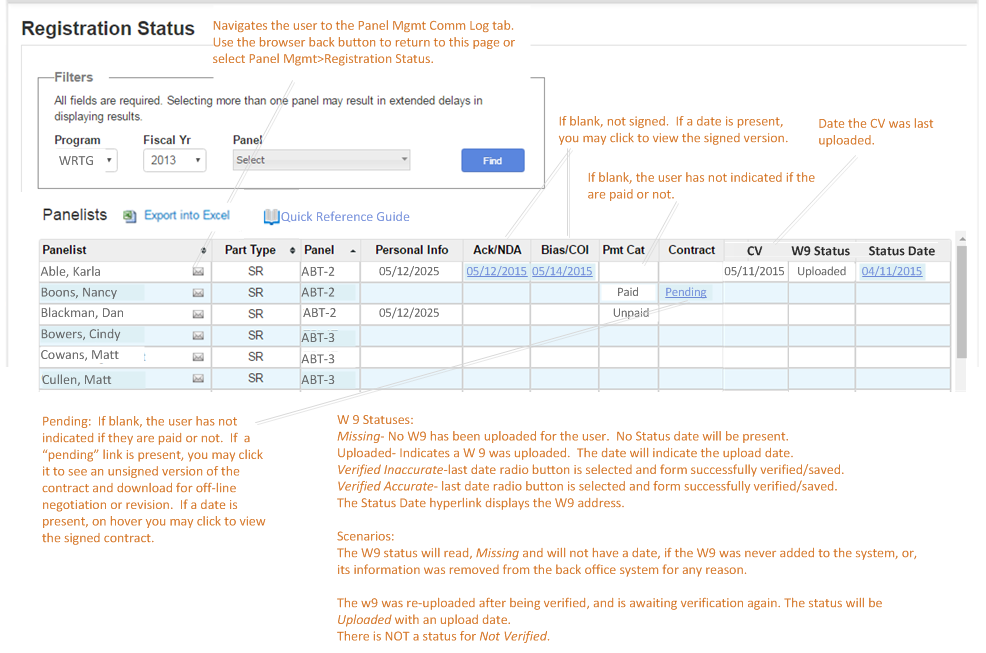 Registration Status
Navigates the user to the Panel Mgmt Comm Log tab.
Use the browser back button to return to this page or
select Panel Mgmt>Registration Status.
Filters
All fields are required. Selecting more than one panel may result in extended delays in
displaying results.
Program Fiscal Yr Panel
WRTG 2013 Select Find
If blank, not signed. If a date is present,
you may click to view the signed version.
Date the CV was last
uploaded.
If blank, the user has not indicated if the
are paid or not.
Panelists Export into Excel Quick Reference Guide
Panelist Part Type Panel Personal Info Ack/NDA Bias/COI Pmt Cat Contract CV W9 Status Status Date
Able, Karla SR ABT-2 05/12/2025 05/12/2015 05/14/2015 05/11/2015 Uploaded 04/11/2015
Boons, Nancy SR ABT-2 Paid Pending
Blackman, Dan SR ABT-2 05/12/2025 Unpaid
Bowers, Cindy SR ABT-3
Cowans, Matt SR ABT-3
Cullen, Matt SR ABT-3
Pending: If blank, the user has not
indicated if they are paid or not. If a
“pending” link is present, you may click
it to see an unsigned version of the
contract and download for off-line
negotiation or revision. If a date is
present, on hover you may click to view
the signed contract.
W 9 Statuses:
Missing- No W9 has been uploaded for the user. No Status date will be present.
Uploaded- Indicates a W 9 was uploaded. The date will indicate the upload date.
Verified Inaccurate-last date radio button is selected and form successfully verified/saved.
Verified Accurate- last date radio button is selected and form successfully verified/saved.
The Status Date hyperlink displays the W9 address.
Scenarios:
The W9 status will read, Missing and will not have a date, if the W9 was never added to the system, or,
its information was removed from the back office system for any reason.
The w9 was re-uploaded after being verified, and is awaiting verification again. The status will be
Uploaded with an upload date.
There is NOT a status for Not Verified.